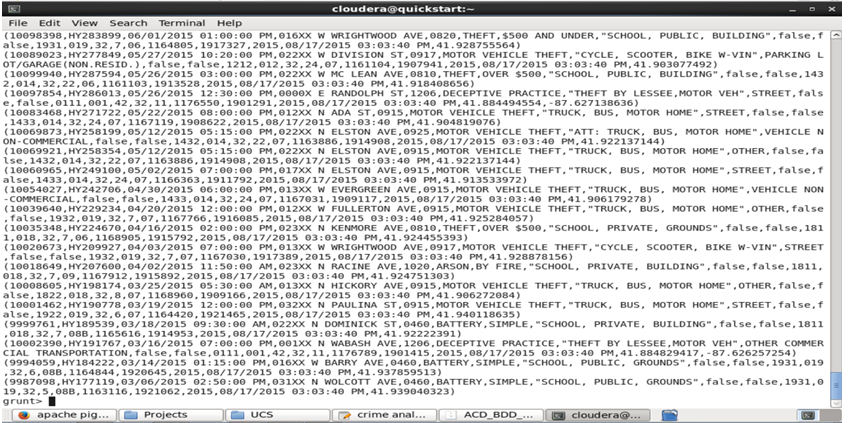 cloudera@quickstart:~
File Edit View Search Terminal Help
(10098398,HY283899,06/01/2015 01:00:00 PM,016XX W WRIGHTWOOD AVE,0820,THEFT,$500 AND UNDER,"SCHOOL, PUBLIC, BUILDING",false,f
alse,1931,019,32,7,06,1164805,1917327,2015,08/17/2015 03:03:40 PM,41.928755564)
(10089023,HY277849,05/27/2015 10:20:00 PM,022XX W DIVISION ST,0917,MOTOR VEHICLE THEFT,"CYCLE, SCOOTER, BIKE W-VIN",PARKING L
OT/GARAGE(NON.RESID.),false,false,1212,012,32,24,07,1161104,1907941,2015,08/17/2015 03:03:40 PM,41.903077492)
(10099940,HY287594,05/26/2015 03:00:00 PM,022XX W MC LEAN AVE,0810,THEFT,OVER $500,"SCHOOL, PUBLIC, BUILDING",false,false,143
2,014,32,22,06,1161103,1913528,2015,08/17/2015 03:03:40 PM,41.918408656)
(10097854,HY286013,05/26/2015 12:30:00 PM,0000X E RANDOLPH ST,1206,DECEPTIVE PRACTICE,"THEFT BY LESSEE,MOTOR VEH",STREET,fals
e,false,0111,001,42,32,11,1176550,1901291,2015,08/17/2015 03:03:40 PM,41.884494554,-87.627138636)
(10083468,HY271722,05/22/2015 08:00:00 PM,012XX N ADA ST,0915,MOTOR VEHICLE THEFT,"TRUCK, BUS, MOTOR HOME",STREET,false,false
,1433,014,32,24,07,1167119,1908622,2015,08/17/2015 03:03:40 PM,41.904819076)
(10069873,HY258199,05/12/2015 05:15:00 PM,022XX N ELSTON AVE,0925,MOTOR VEHICLE THEFT,"ATT: TRUCK, BUS, MOTOR HOME",VEHICLE N
ON-COMMERCIAL,false,false,1432,014,32,22,07,1163886,1914908,2015,08/17/2015 03:03:40 PM,41.922137144)
(10069921,HY258354,05/12/2015 05:15:00 PM,022XX N ELSTON AVE,0915,MOTOR VEHICLE THEFT,"TRUCK, BUS, MOTOR HOME",OTHER,false,fa
lse,1432,014,32,22,07,1163886,1914908,2015,08/17/2015 03:03:40 PM,41.922137144)
(10060965,HY249100,05/02/2015 07:00:00 PM,017XX N ELSTON AVE,0915,MOTOR VEHICLE THEFT,"TRUCK, BUS, MOTOR HOME",STREET,false,f
alse,1433,014,32,24,07,1166363,1911792,2015,08/17/2015 03:03:40 PM,41.913533972)
(10054027,HY242706,04/30/2015 06:00:00 PM,013XX W EVERGREEN AVE,0915,MOTOR VEHICLE THEFT,"TRUCK, BUS, MOTOR HOME",VEHICLE NON
-COMMERCIAL,false,false,1433,014,32,24,07,1167031,1909117,2015,08/17/2015 03:03:40 PM,41.906179278)
(10039640,HY229234,04/20/2015 12:00:00 PM,012XX W FULLERTON AVE,0915,MOTOR VEHICLE THEFT,"TRUCK, BUS, MOTOR HOME",OTHER,false
,false,1932,019,32,7,07,1167766,1916085,2015,08/17/2015 03:03:40 PM,41.925284057)
(10035348,HY224670,04/16/2015 02:00:00 PM,023XX N KENMORE AVE,0810,THEFT,OVER $500,"SCHOOL, PRIVATE, GROUNDS",false,false,181
1,018,32,7,06,1168905,1915792,2015,08/17/2015 03:03:40 PM,41.924455393)
(10020673,HY209927,04/03/2015 07:00:00 PM,013XX W WRIGHTWOOD AVE,0917,MOTOR VEHICLE THEFT,"CYCLE, SCOOTER, BIKE W-VIN",STREET
,false,false,1932,019,32,7,07,1167030,1917389,2015,08/17/2015 03:03:40 PM,41.928878156)
(10018649,HY207600,04/02/2015 11:50:00 AM,023XX N RACINE AVE,1020,ARSON,BY FIRE,"SCHOOL, PRIVATE, BUILDING",false,false,1811,
018,32,7,09,1167912,1915892,2015,08/17/2015 03:03:40 PM,41.924751303)
(10008605,HY198174,03/25/2015 05:30:00 AM,013XX N HICKORY AVE,0915,MOTOR VEHICLE THEFT,"TRUCK, BUS, MOTOR HOME",OTHER,false,f
alse,1822,018,32,8,07,1168960,1909166,2015,08/17/2015 03:03:40 PM,41.906272084)
(10001462,HY190778,03/19/2015 12:00:00 PM,032XX N PAULINA ST,0915,MOTOR VEHICLE THEFT,"TRUCK, BUS, MOTOR HOME",STREET,false,f
alse,1922,019,32,6,07,1164420,1921465,2015,08/17/2015 03:03:40 PM,41.940118635)
(9999761,HY189539,03/18/2015 09:30:00 AM,022XX N DOMINICK ST,0460,BATTERY,SIMPLE,"SCHOOL, PRIVATE, BUILDING",false,false,1811
,018,32,7,08B,1165616,1914953,2015,08/17/2015 03:03:40 PM,41.92222391)
(10002390,HY191767,03/16/2015 07:00:00 PM,001XX N WABASH AVE,1206,DECEPTIVE PRACTICE,"THEFT BY LESSEE,MOTOR VEH",OTHER COMMER
CIAL TRANSPORTATION,false,false,0111,001,42,32,11,1176789,1901415,2015,08/17/2015 03:03:40 PM,41.884829417,-87.626257254)
(9994059,HY184222,03/14/2015 01:15:00 PM,016XX W BARRY AVE,0460,BATTERY,SIMPLE,"SCHOOL, PUBLIC, GROUNDS",false,false,1931,019
,32,6,08B,1164844,1920645,2015,08/17/2015 03:03:40 PM,41.937859513)
(9987098,HY177119,03/06/2015 02:50:00 PM,031XX N WOLCOTT AVE,0460,BATTERY,SIMPLE,"SCHOOL, PUBLIC, GROUNDS",false,false,1931,0
19,32,5,08B,1163116,1921062,2015,08/17/2015 03:03:40 PM,41.939040323)
grunt>
apache pig... Projects UCS crime anal... ACD_BDD_... cloudera@...